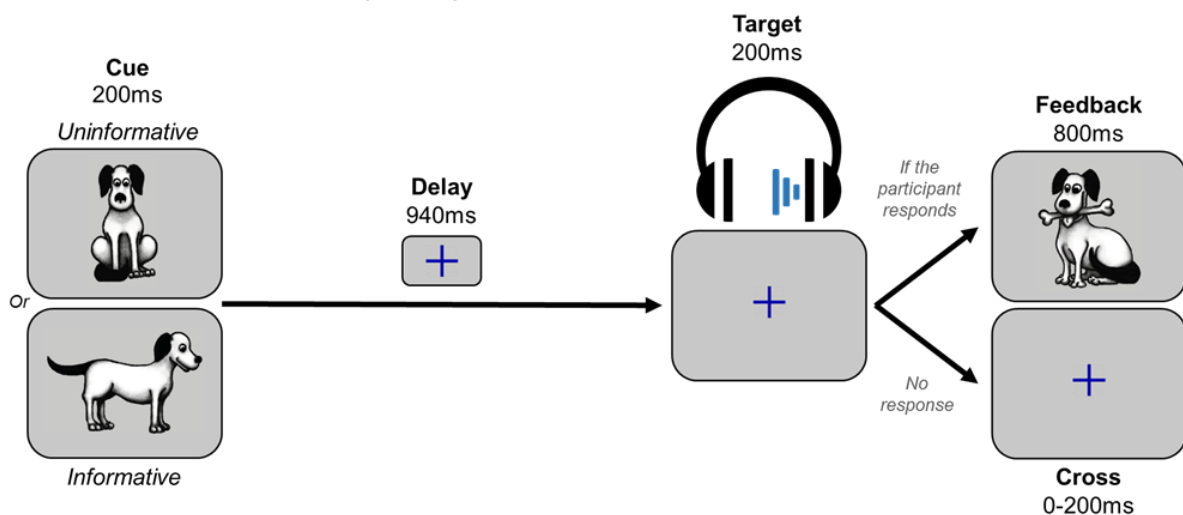 Cue
200ms
Uninformative
Or
Informative
Delay
940ms
Target
200ms
If the
participant
responds
No
response
Feedback
800ms
Cross
0-200ms